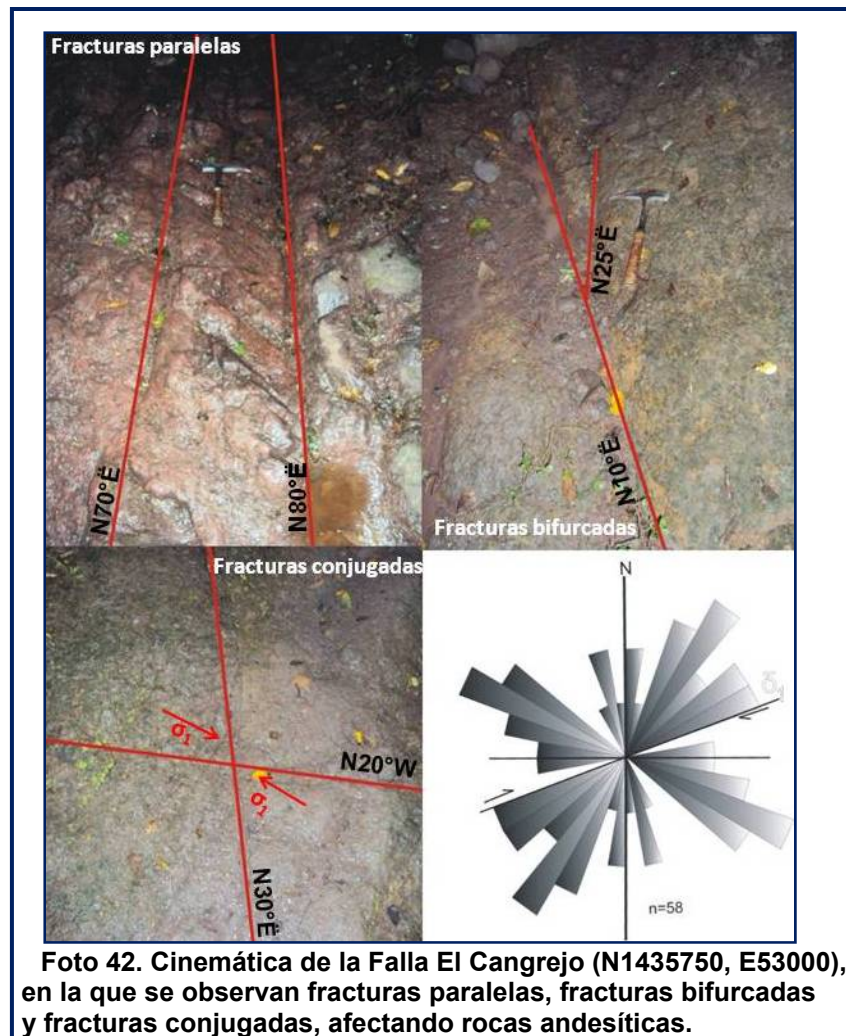 Fracturas paralelas
N70°Ë
N80°Ë
N25°Ë
N10°Ë
Fracturas bifurcadas
Fracturas conjugadas
σ1
σ1
N20°W
N30°Ë
N
δ1
n=58
Foto 42. Cinemática de la Falla El Cangrejo (N1435750, E53000),
en la que se observan fracturas paralelas, fracturas bifurcadas
y fracturas conjugadas, afectando rocas andesíticas.